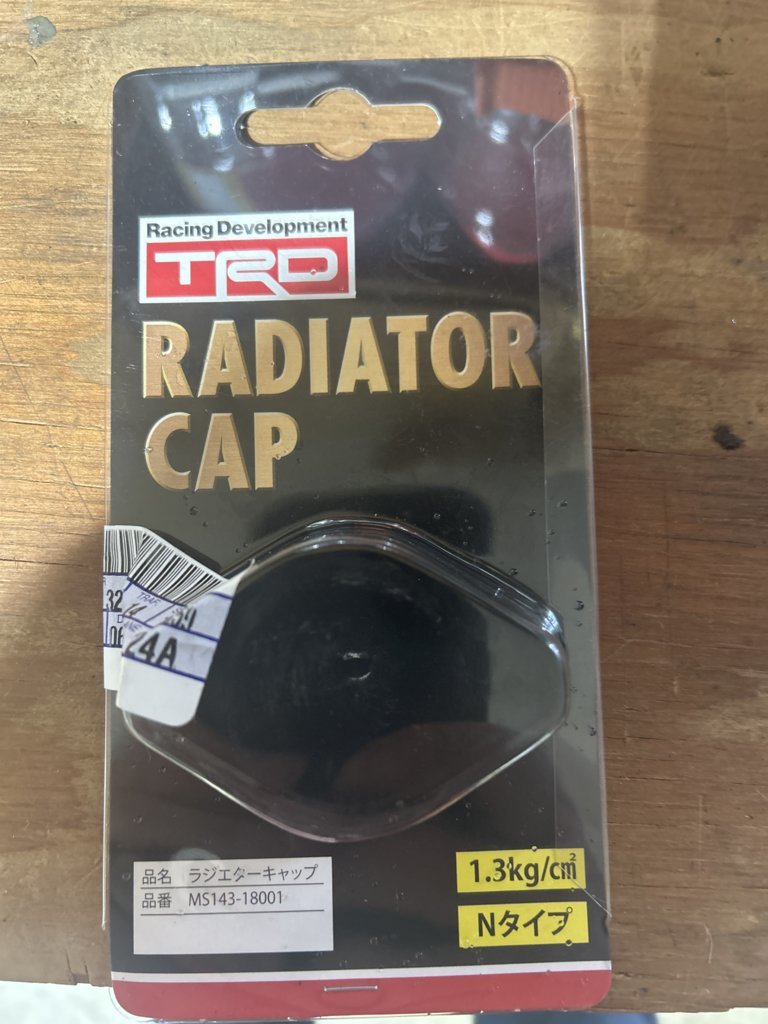 Racing Development
TRD
RADIATOR
CAP
24A
品名 ラジエターキャップ
品番 MS143-18001
1.3kg/c㎡
Nタイプ